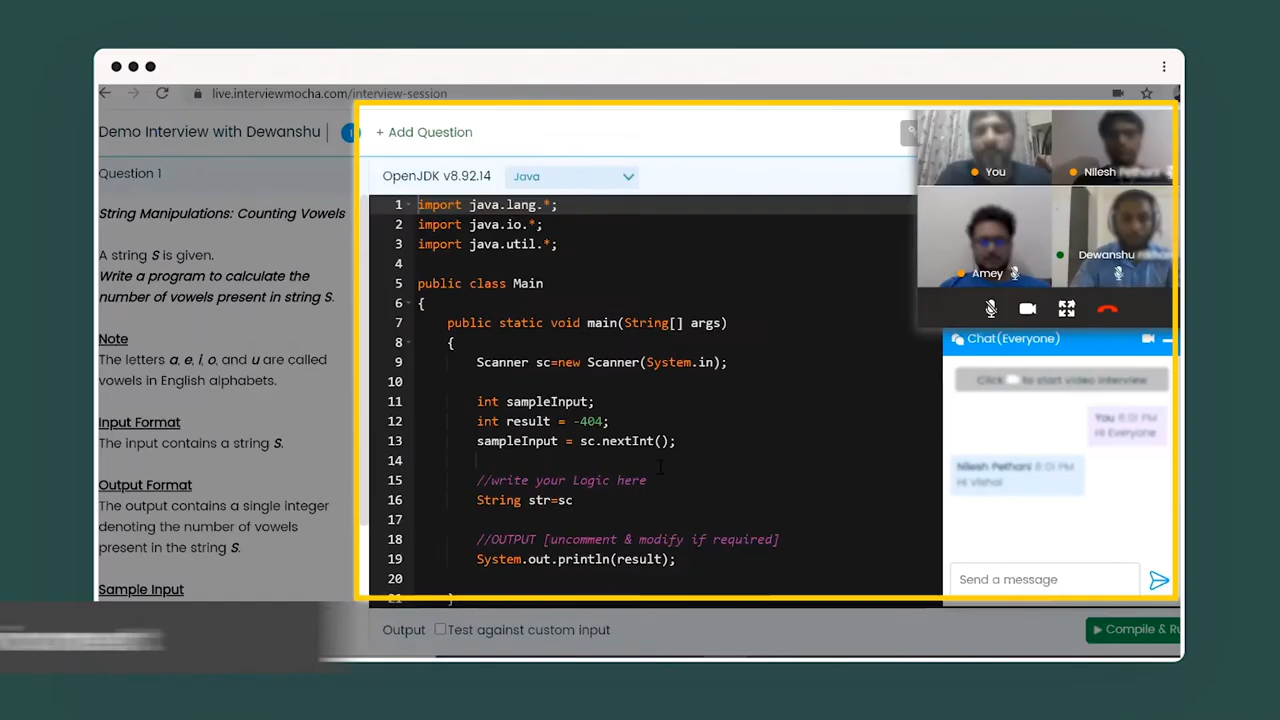 live.interviewmocha.com/interview-session
Demo Interview with Dewanshu
Question 1
String Manipulations: Counting Vowels
A string S is given.
Write a program to calculate the
number of vowels present in string S.
Note
The letters a, e, i, o, and u are called
vowels in English alphabets.
Input Format
The input contains a string S.
Output Format
The output contains a single integer
denoting the number of vowels
present in the string S.
Sample Input
+ Add Question
OpenJDK v8.92.14
Java
1 import java.lang.*;
2 import java.io.*;
3 import java.util.*;
4
5 public class Main
6 {
7 public static void main(String[] args)
8 {
9 Scanner sc=new Scanner(System.in);
10
11 int sampleInput;
12 int result = -404;
13 sampleInput = sc.nextInt();
14
15 //write your Logic here
16 String str=sc
17
18 //OUTPUT [uncomment & modify if required]
19 System.out.println(result);
20
21 }
Output
Test against custom input
Compile & Ru
You
Nilesh Pethani
Amey
Dewanshu
Chat(Everyone)
Click to start video interview
You 8:01 PM
Hi Everyone
Nilesh Pethani 8:01 PM
Hi Vishal
Send a message